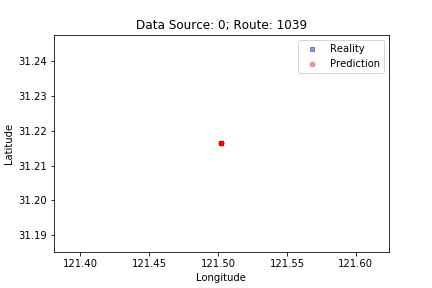 Data Source: 0; Route: 1039
Reality
Prediction
31.24
31.23
31.22
31.21
31.20
31.19
Latitude
121.40 121.45 121.50 121.55 121.60
Longitude